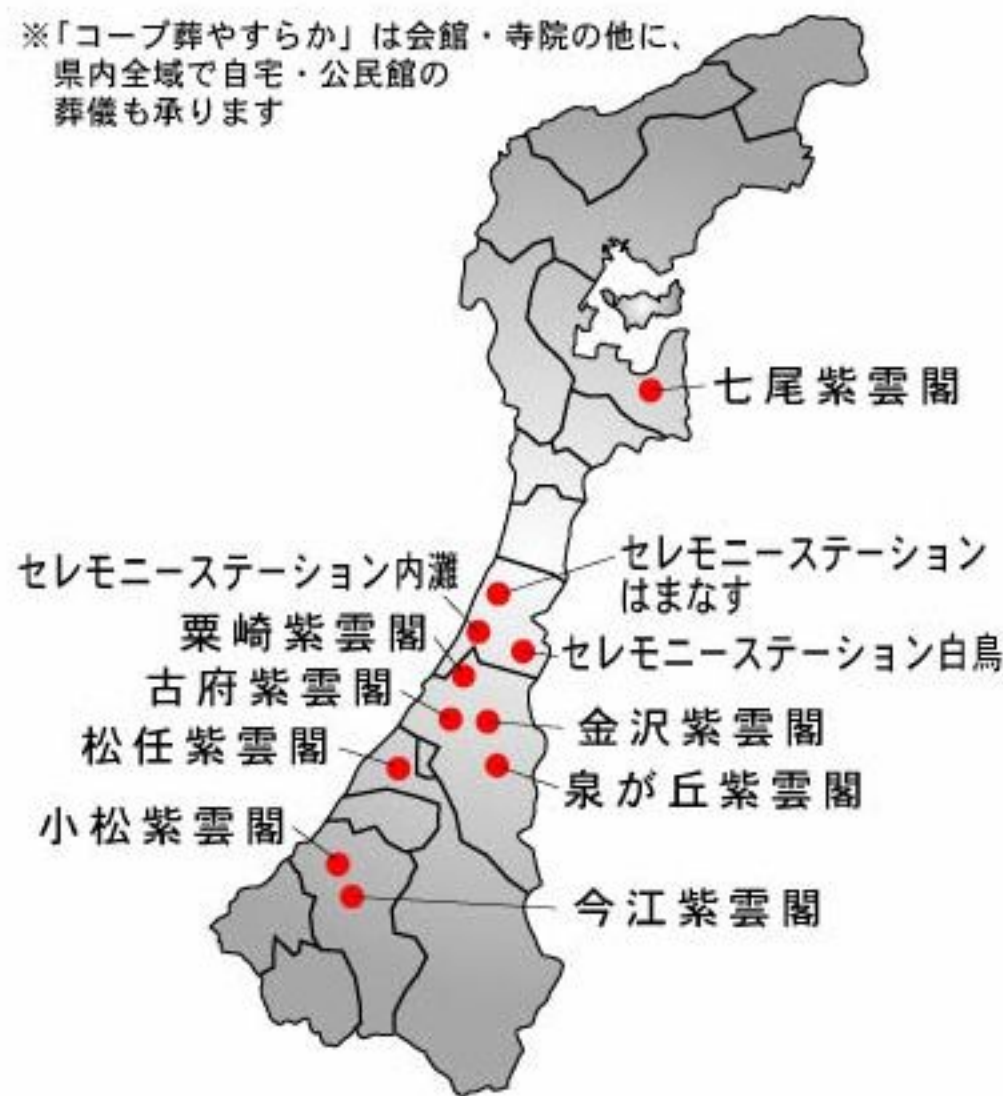 ※「コープ葬やすらか」は会館・寺院の他に、
県内全域で自宅・公民館の
葬儀も承ります
七尾紫雲閣
セレモニーステーション
はまなす
セレモニーステーション内灘
粟崎紫雲閣
セレモニーステーション白鳥
古府紫雲閣
金沢紫雲閣
松任紫雲閣
泉が丘紫雲閣
小松紫雲閣
今江紫雲閣